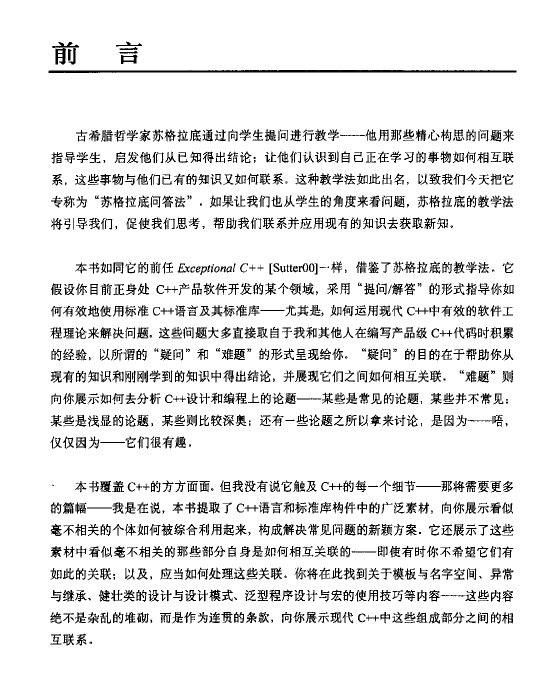 前 言
古希腊哲学家苏格拉底通过向学生提问进行教学——他用那些精心构思的问题来
指导学生，启发他们从已知得出结论；让他们认识到自己正在学习的事物如何相互联
系，这些事物与他们已有的知识又如何联系。这种教学法如此出名，以致我们今天把它
专称为“苏格拉底问答法”。如果让我们也从学生的角度来看问题，苏格拉底的教学法
将引导我们，促使我们思考，帮助我们联系并应用现有的知识去获取新知。
本书如同它的前任 Exceptional C++ [Sutter00]一样，借鉴了苏格拉底的教学法。它
假设你目前正身处 C++产品软件开发的某个领域，采用“提问/解答”的形式指导你如
何有效地使用标准 C++语言及其标准库——尤其是，如何运用现代 C++中有效的软件工
程理论来解决问题。这些问题大多直接取自于我和其他人在编写产品级 C++代码时积累
的经验，以所谓的“疑问”和“难题”的形式呈现给你。“疑问”的目的在于帮助你从
现有的知识和刚刚学到的知识中得出结论，并展现它们之间如何相互关联。“难题”则
向你展示如何去分析 C++设计和编程上的论题——某些是常见的论题，某些并不常见；
某些是浅显的论题，某些则比较深奥；还有一些论题之所以拿来讨论，是因为——唔，
仅仅因为——它们很有趣。
本书覆盖 C++的方方面面。但我没有说它触及 C++的每一个细节——那将需要更多
的篇幅——我是在说，本书提取了 C++语言和标准库构件中的广泛素材，向你展示看似
毫不相关的个体如何被综合利用起来，构成解决常见问题的新颖方案。它还展示了这些
素材中看似毫不相关的那些部分自身是如何相互关联的——即使有时你不希望它们有
如此的关联；以及，应当如何处理这些关联。你将在此找到关于模板与名字空间、异常
与继承、健壮类的设计与设计模式、泛型程序设计与宏的使用技巧等内容——这些内容
绝不是杂乱的堆砌，而是作为连贯的条款，向你展示现代 C++中这些组成部分之间的相
互联系。